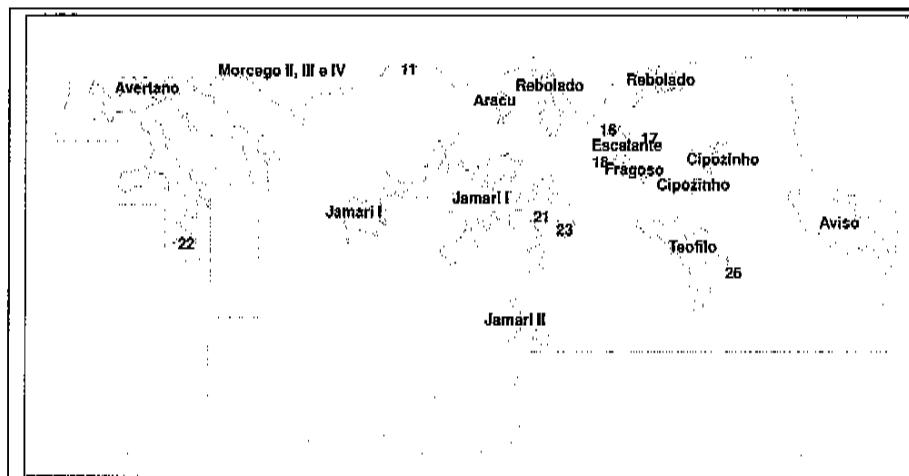 Morcego II, III e IV
11
Avertano
Rebolado
Rebolado
Aracu
16
17
Escalante
18
Fragoso
Cipozinho
Cipozinho
Jamari I
Jamari I
21
23
Aviso
22
Teofilo
25
Jamari II